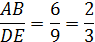 AB/DE = 6/9 = 2/3